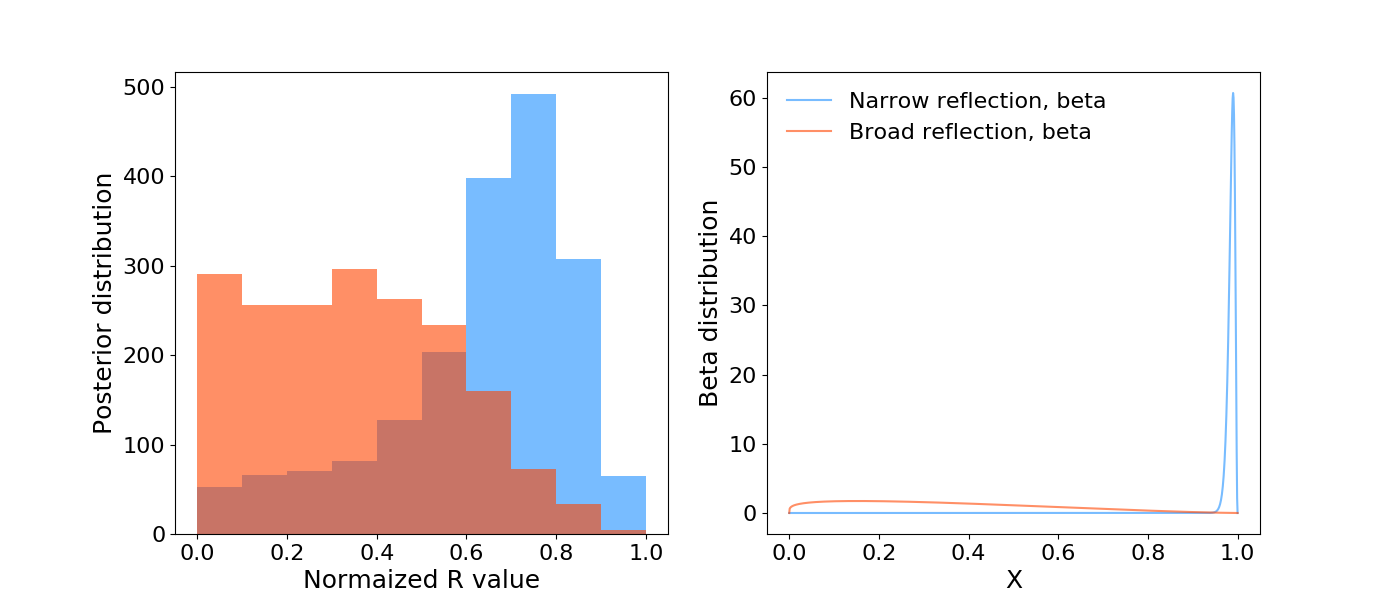 Posterior distribution
500
400
300
200
100
0
0.0 0.2 0.4 0.6 0.8 1.0
Normaized R value
Beta distribution
60
50
40
30
20
10
0
Narrow reflection, beta
Broad reflection, beta
0.0 0.2 0.4 0.6 0.8 1.0
X